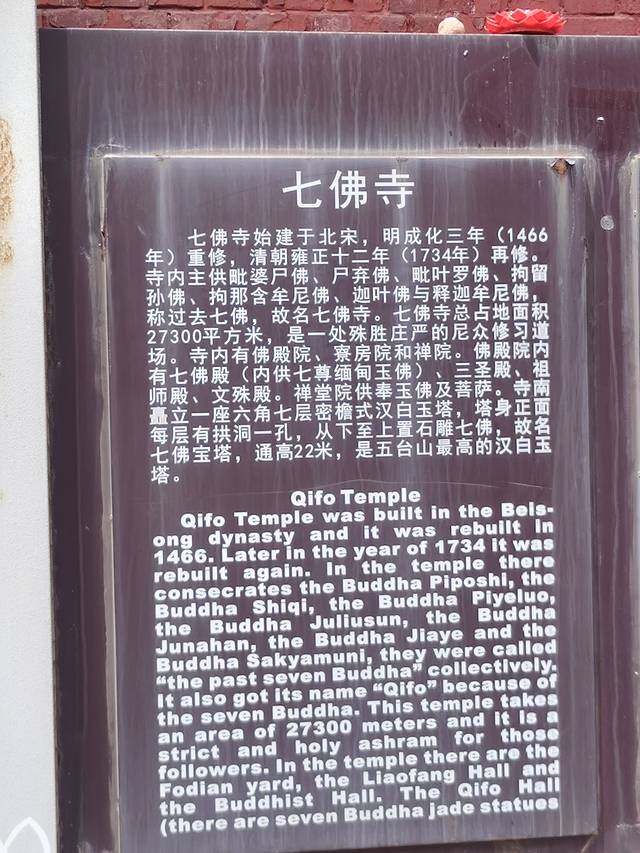 七佛寺
七佛寺始建于北宋，明成化三年（1466
年）重修，清朝雍正十二年（1734年）再修。
寺内主供毗婆尸佛、尸弃佛、毗叶罗佛、拘留
孙佛、拘那含牟尼佛、迦叶佛与释迦牟尼佛，
称过去七佛，故名七佛寺。七佛寺总占地面积
27300平方米，是一处殊胜庄严的尼众修习道
场。寺内有佛殿院、寮房院和禅院。佛殿院内
有七佛殿（内供七尊缅甸玉佛）、三圣殿、祖
师殿、文殊殿。禅堂院供奉玉佛及菩萨。寺南
矗立一座六角七层密檐式汉白玉塔，塔身正面
每层有拱洞一孔，从下至上置石雕七佛，故名
七佛宝塔，通高22米，是五台山最高的汉白玉
塔。
Qifo Temple
Qifo Temple was built in the Beis-
ong dynasty and it was rebuilt in
1466. Later in the year of 1734 it was
rebuilt again. In the temple there
consecrates the Buddha Piposhi, the
Buddha Shiqi, the Buddha Piyeluo,
the Buddha Juliusun, the Buddha
Junahan, the Buddha Jiaye and the
Buddha Sakyamuni, they were called
“the past seven Buddha” collectively.
It also got its name “Qifo” because of
the seven Buddha. This temple takes
an area of 27300 meters and it is a
strict and holy ashram for those
followers. In the temple there are the
Fodian yard, the Liaofang Hall and
the Buddhist Hall. The Qifo Hall
(there are seven Buddha jade statues